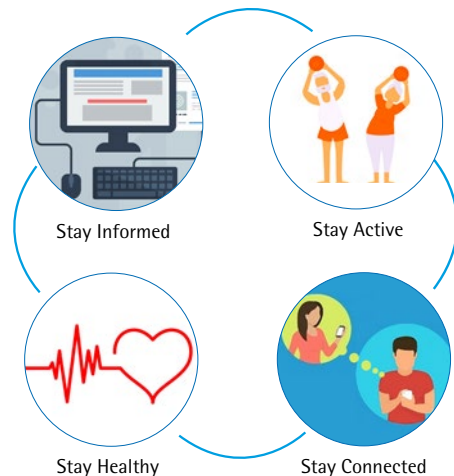 Stay Informed
Stay Active
Stay Healthy
Stay Connected